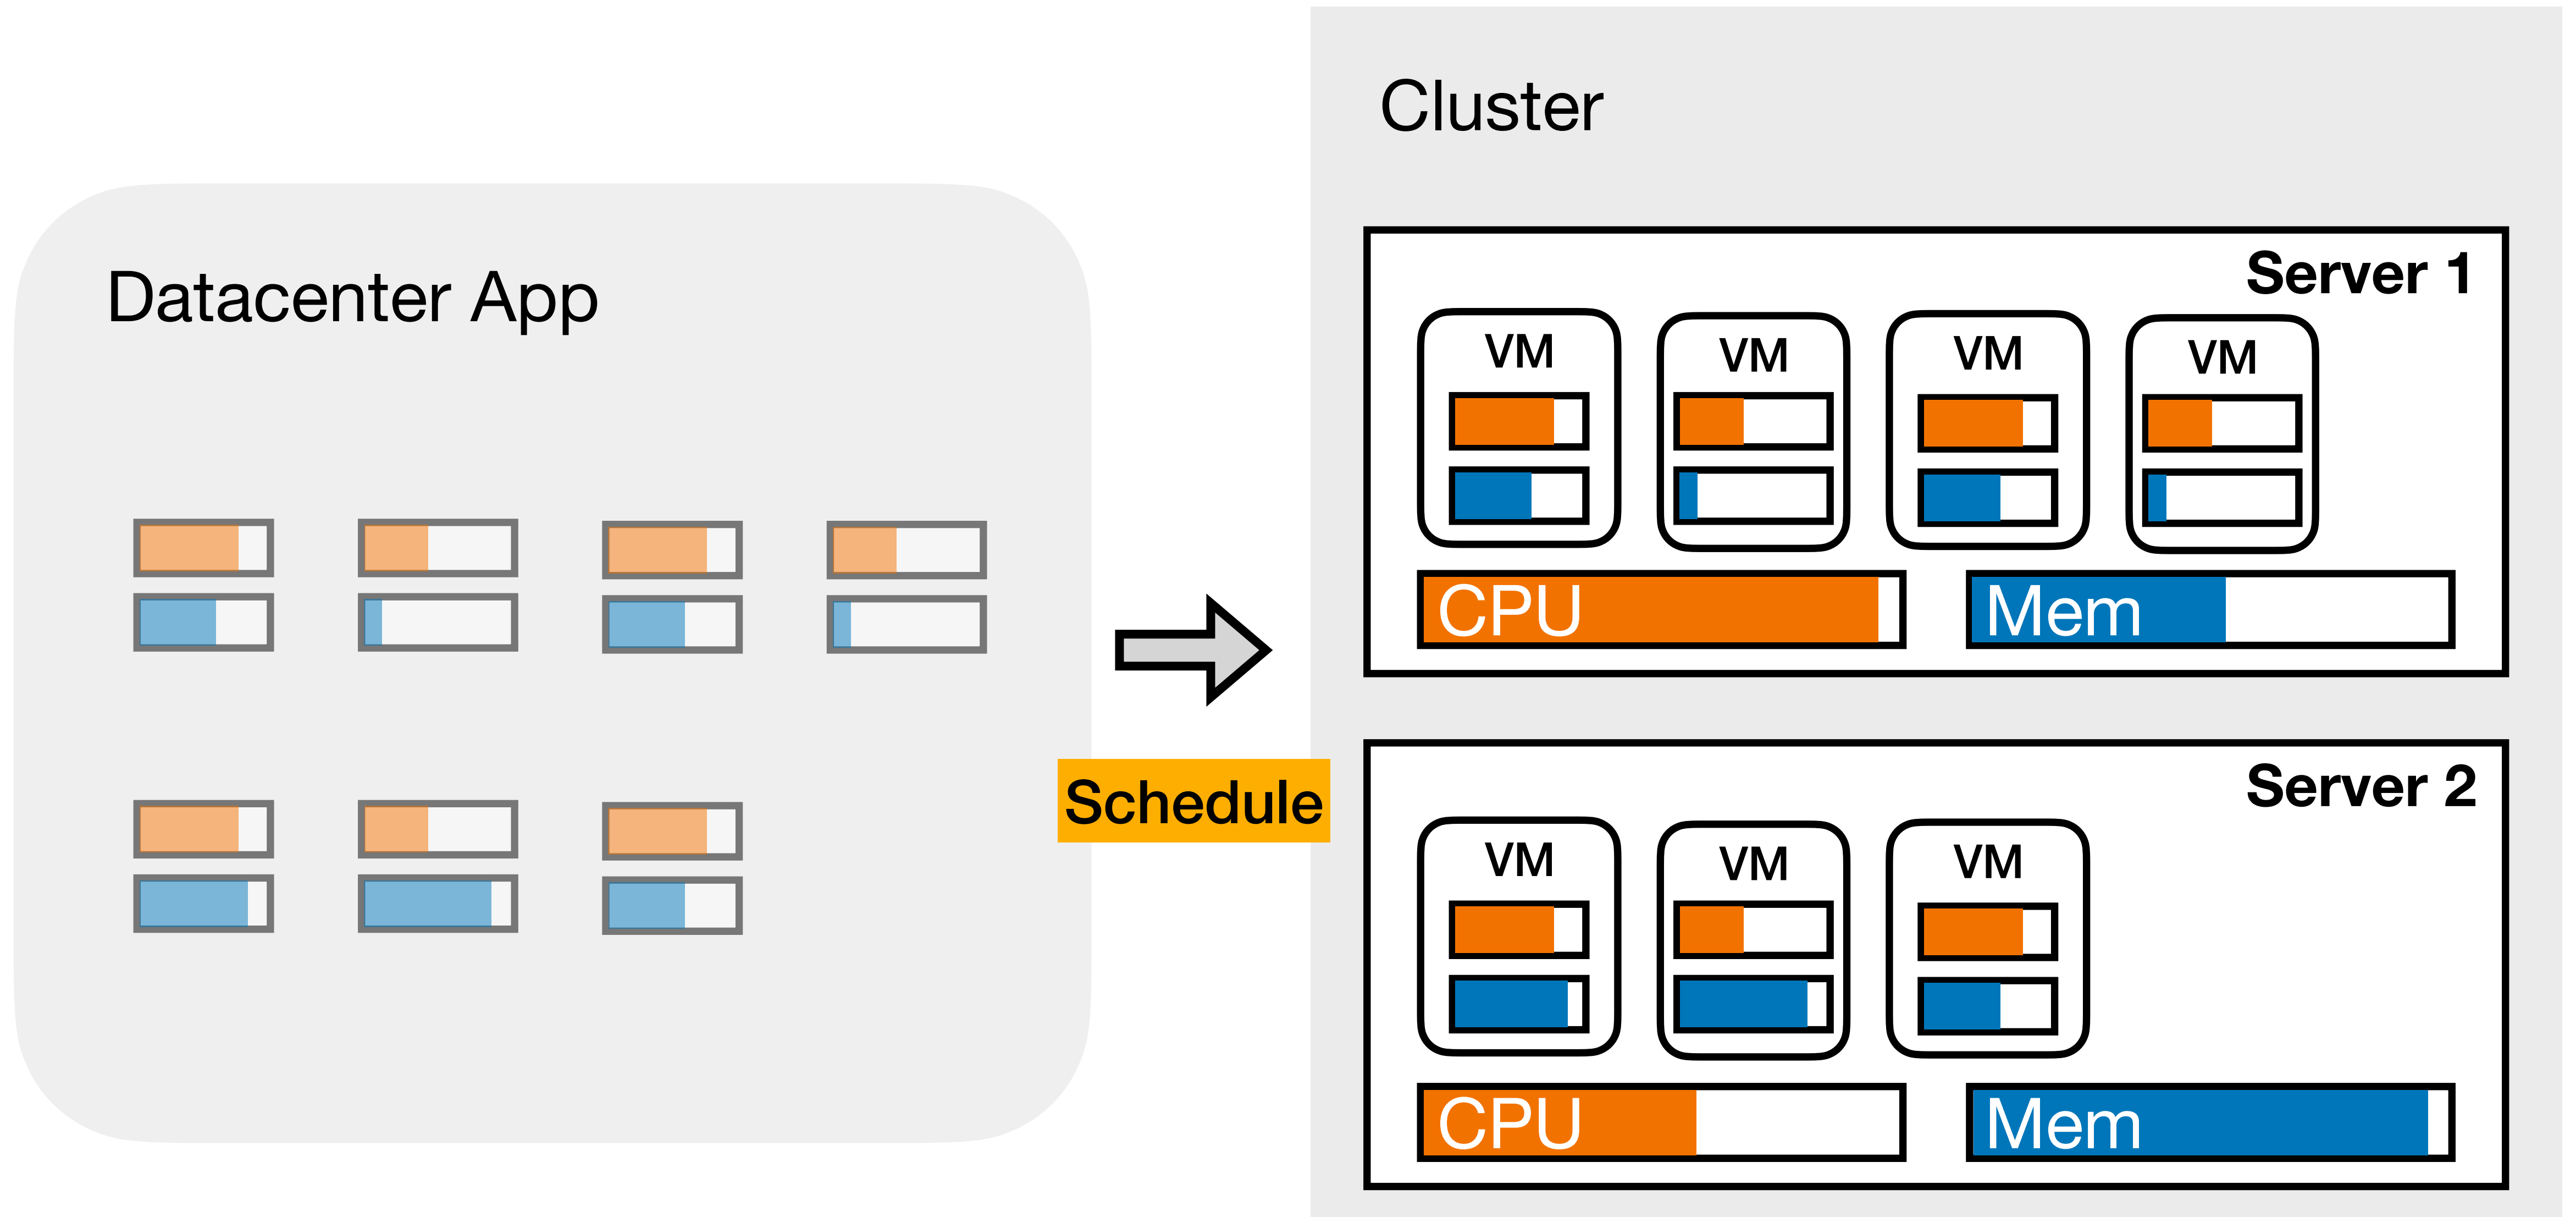 Cluster
Datacenter App
Server 1
VM VM VM VM
CPU Mem
Schedule
Server 2
VM VM VM
CPU Mem